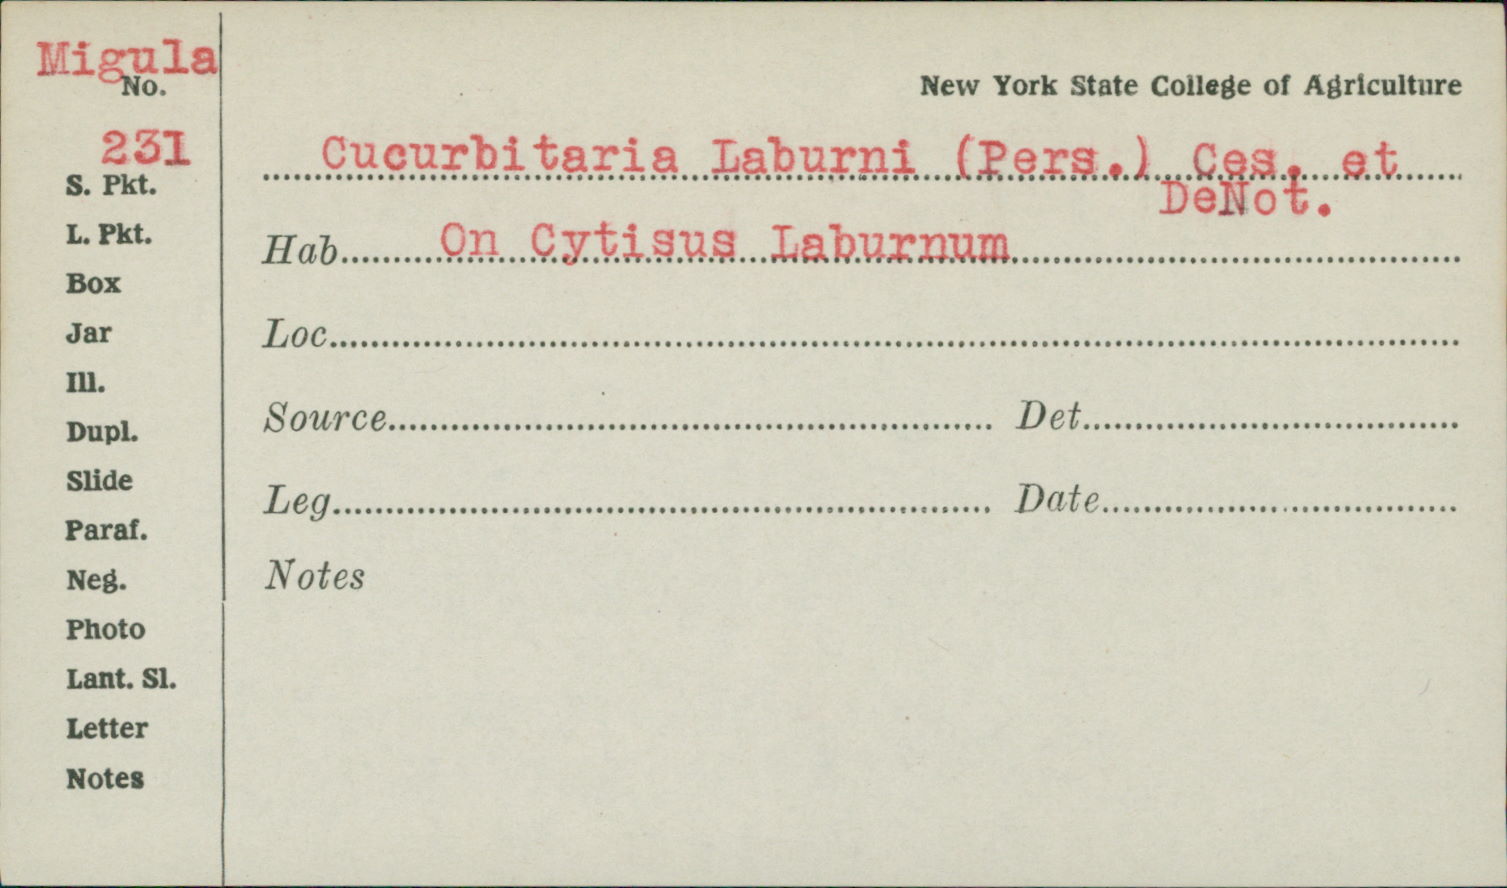 Migula
No.
231
S. Pkt.
L. Pkt.
Box
Jar
Ill.
Dupl.
Slide
Paraf.
Neg.
Photo
Lant. Sl.
Letter
Notes
New York State College of Agriculture
Cucurbitaria Laburni (Pers.) Ces. et
DeNot.
Hab. On Cytisus Laburnum
Loc.
Source. Det.
Leg. Date.
Notes